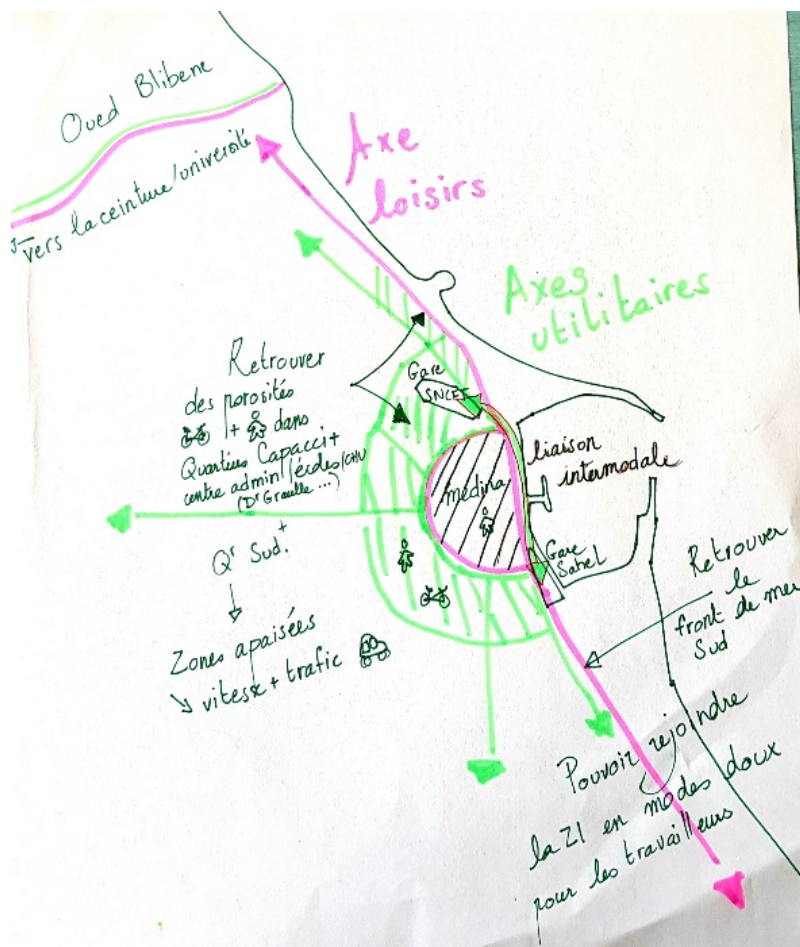 Oued Blibene
vers la ceinture/université
Axe
loisirs
Axes
utilitaires
Retrouver
des porosités
+ dans
Quartiers Capacci +
centre admin/écoles/CHU
(Dr Graulle ...)
Gare
SNCFT
liaison
intermodale
médina
Gare
Sahel
Qr Sud.
+
Zones apaisées
↘ vitesse + trafic
Retrouver
le
front de mer
Sud
Pouvoir rejoindre
la ZI en modes doux
pour les travailleurs